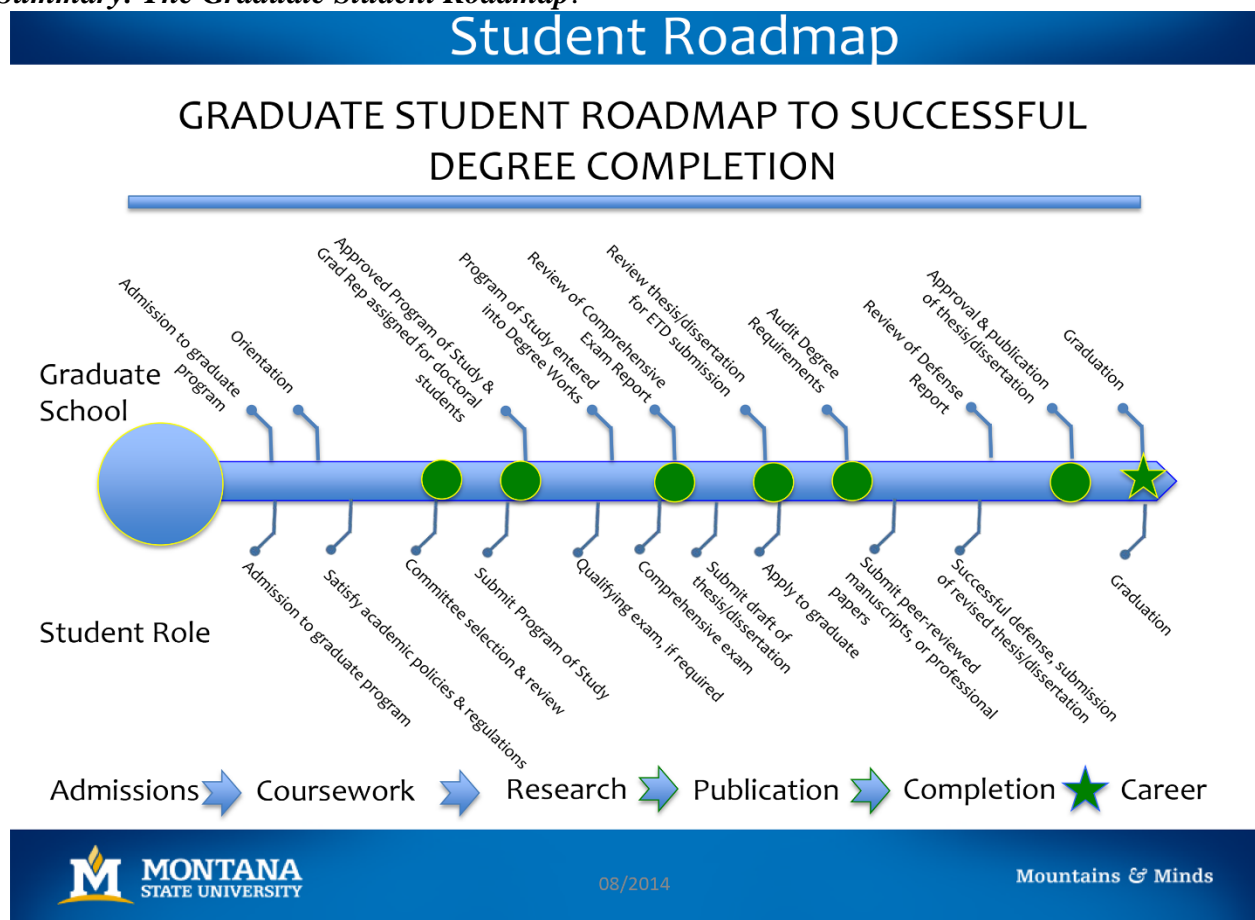 Summary: The Graduate Student Roadmap:
Student Roadmap
GRADUATE STUDENT ROADMAP TO SUCCESSFUL
DEGREE COMPLETION
Graduate
School
Admission to graduate
program
Orientation
Approved Program of Study &
Grad Rep assigned for doctoral
students
Program of Study entered
into Degree Works
Review of Comprehensive
Exam Report
Review thesis/dissertation
for ETD submission
Audit Degree
Requirements
Review of Defense
Report
Approval & publication
of thesis/dissertation
Graduation
Student Role
Admission to graduate program
Satisfy academic policies & regulations
Committee selection & review
Submit Program of Study
Qualifying exam, if required
Comprehensive exam
Submit draft of
thesis/dissertation
Apply to graduate
Submit peer-reviewed
manuscripts, or professional
papers
Successful defense, submission
of revised thesis/dissertation
Graduation
Admissions Coursework Research Publication Completion Career
M MONTANA
STATE UNIVERSITY
08/2014
Mountains & Minds